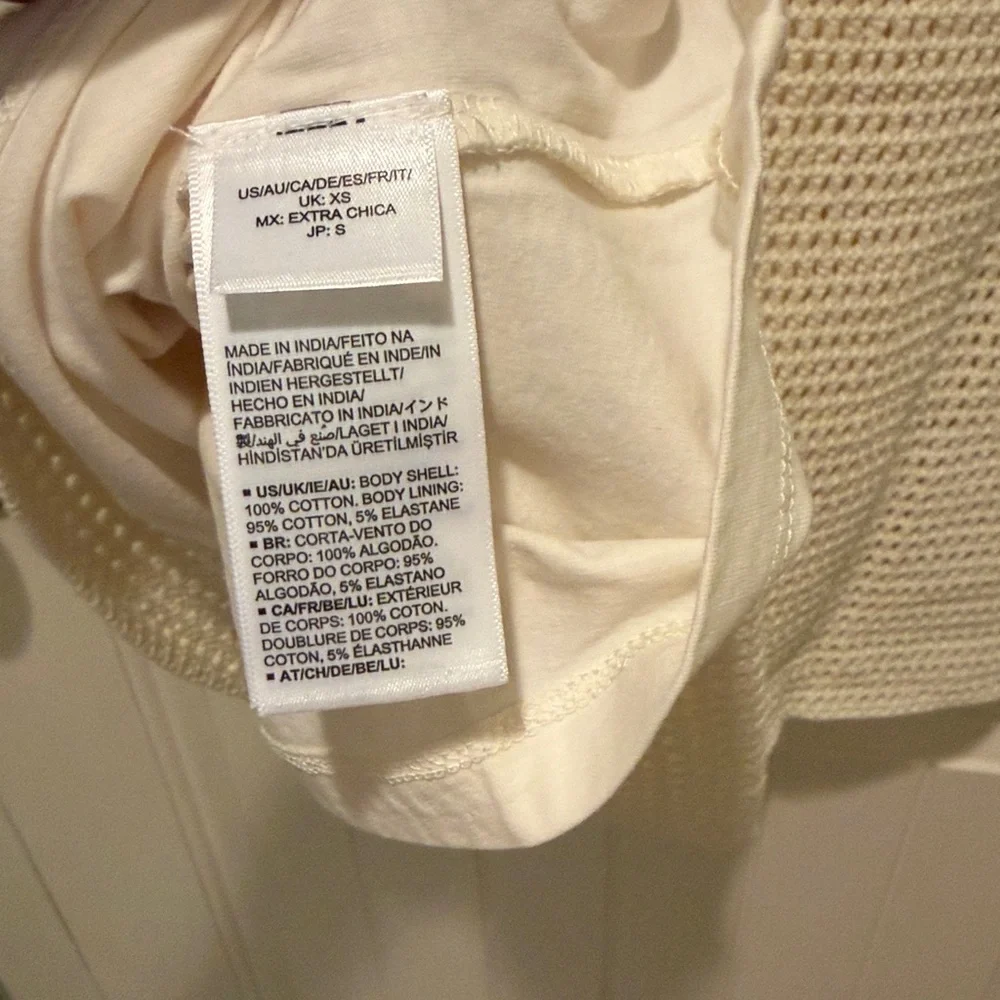 US/AU/CA/DE/ES/FR/IT/
UK: XS
MX: EXTRA CHICA
JP: S
MADE IN INDIA/FEITO NA
ÍNDIA/FABRIQUÉ EN INDE/IN
INDIEN HERGESTELLT/
HECHO EN INDIA/
FABBRICATO IN INDIA/インド
製/صُنع في الهند/LAGET I INDIA/
HİNDİSTAN'DA ÜRETİLMİŞTİR
▪ US/UK/IE/AU: BODY SHELL:
100% COTTON. BODY LINING:
95% COTTON, 5% ELASTANE
▪ BR: CORTA-VENTO DO
CORPO: 100% ALGODÃO.
FORRO DO CORPO: 95%
ALGODÃO, 5% ELASTANO
▪ CA/FR/BE/LU: EXTÉRIEUR
DE CORPS: 100% COTON.
DOUBLURE DE CORPS: 95%
COTON, 5% ÉLASTHANNE
▪ AT/CH/DE/BE/LU: